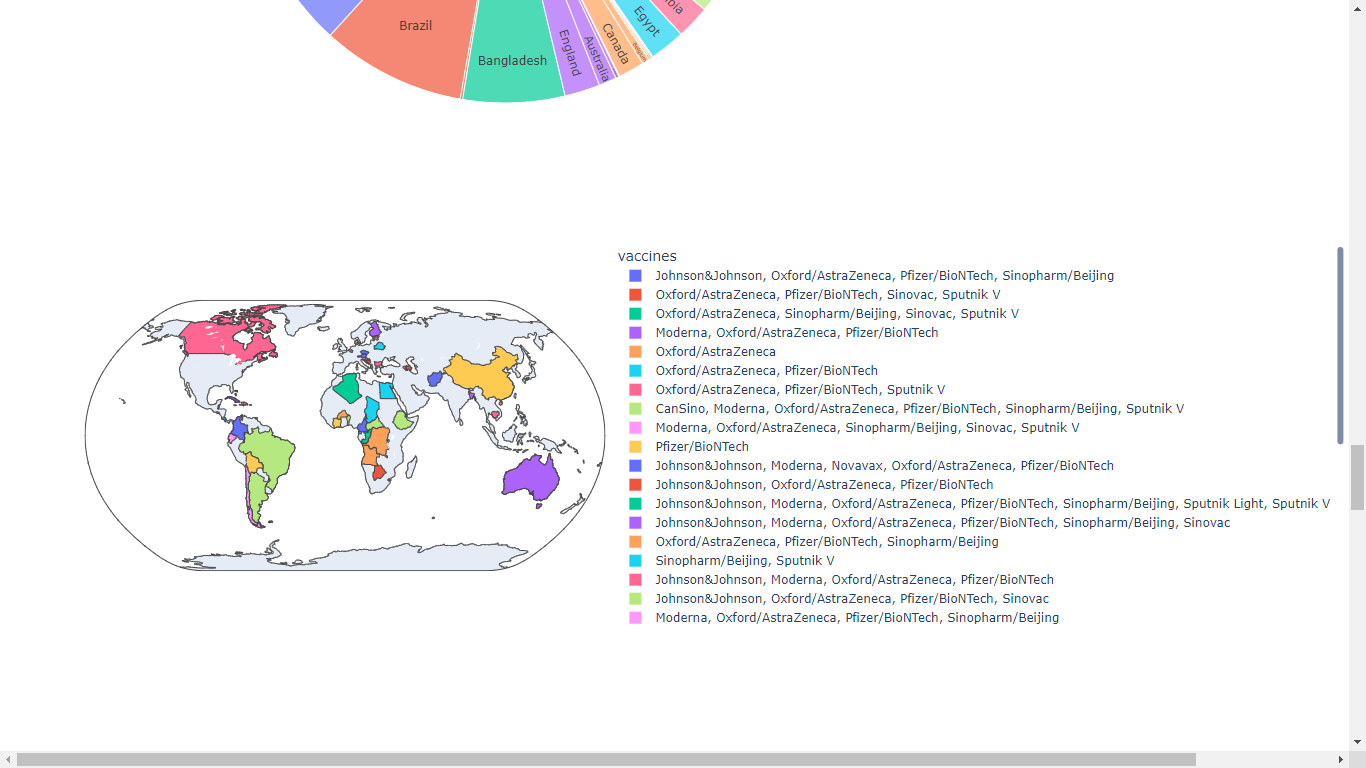 Brazil
Bangladesh
England
Australia
Canada
Egypt
vaccines
Johnson&Johnson, Oxford/AstraZeneca, Pfizer/BioNTech, Sinopharm/Beijing
Oxford/AstraZeneca, Pfizer/BioNTech, Sinovac, Sputnik V
Oxford/AstraZeneca, Sinopharm/Beijing, Sinovac, Sputnik V
Moderna, Oxford/AstraZeneca, Pfizer/BioNTech
Oxford/AstraZeneca
Oxford/AstraZeneca, Pfizer/BioNTech
Oxford/AstraZeneca, Pfizer/BioNTech, Sputnik V
CanSino, Moderna, Oxford/AstraZeneca, Pfizer/BioNTech, Sinopharm/Beijing, Sputnik V
Moderna, Oxford/AstraZeneca, Sinopharm/Beijing, Sinovac, Sputnik V
Pfizer/BioNTech
Johnson&Johnson, Moderna, Novavax, Oxford/AstraZeneca, Pfizer/BioNTech
Johnson&Johnson, Oxford/AstraZeneca, Pfizer/BioNTech
Johnson&Johnson, Moderna, Oxford/AstraZeneca, Pfizer/BioNTech, Sinopharm/Beijing, Sputnik Light, Sputnik V
Johnson&Johnson, Moderna, Oxford/AstraZeneca, Pfizer/BioNTech, Sinopharm/Beijing, Sinovac
Oxford/AstraZeneca, Pfizer/BioNTech, Sinopharm/Beijing
Sinopharm/Beijing, Sputnik V
Johnson&Johnson, Moderna, Oxford/AstraZeneca, Pfizer/BioNTech
Johnson&Johnson, Oxford/AstraZeneca, Pfizer/BioNTech, Sinovac
Moderna, Oxford/AstraZeneca, Pfizer/BioNTech, Sinopharm/Beijing